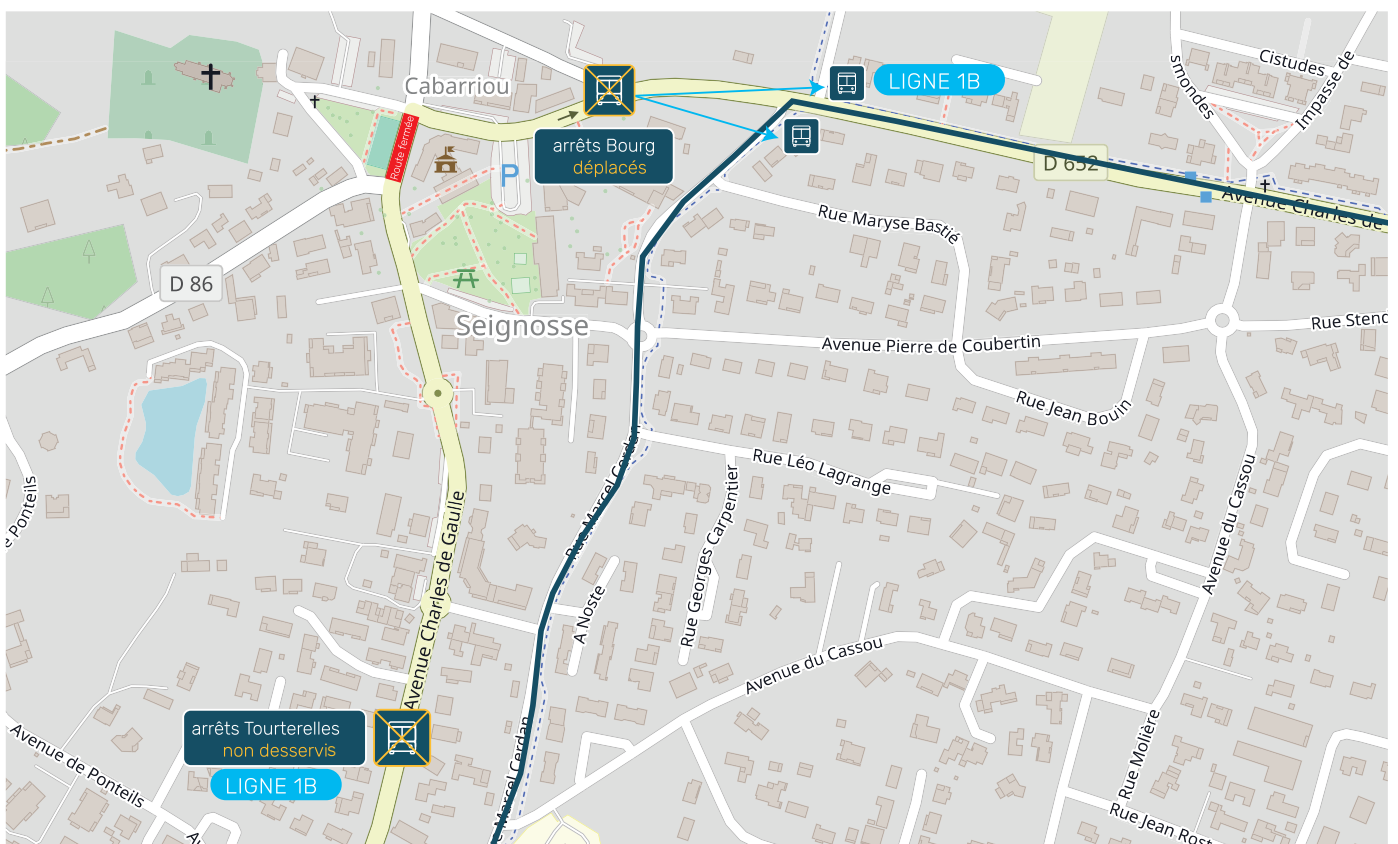 Cistudes
smondes
Impasse de
Cabarriou
LIGNE 1B
Route fermée
arrêts Bourg
déplacés
P
D 652
Avenue Charles de
Rue Maryse Bastié
D 86
Seignosse
Avenue Pierre de Coubertin
Rue Stend
Rue Jean Bouin
Rue Léo Lagrange
Rue Marcel Cerdan
Rue Georges Carpentier
Avenue du Cassou
e Ponteils
Avenue Charles de Gaulle
A Noste
Avenue du Cassou
arrêts Tourterelles
non desservis
LIGNE 1B
Avenue de Ponteils
Av
e Marcel Cerdan
Rue Molière
Rue Jean Rost